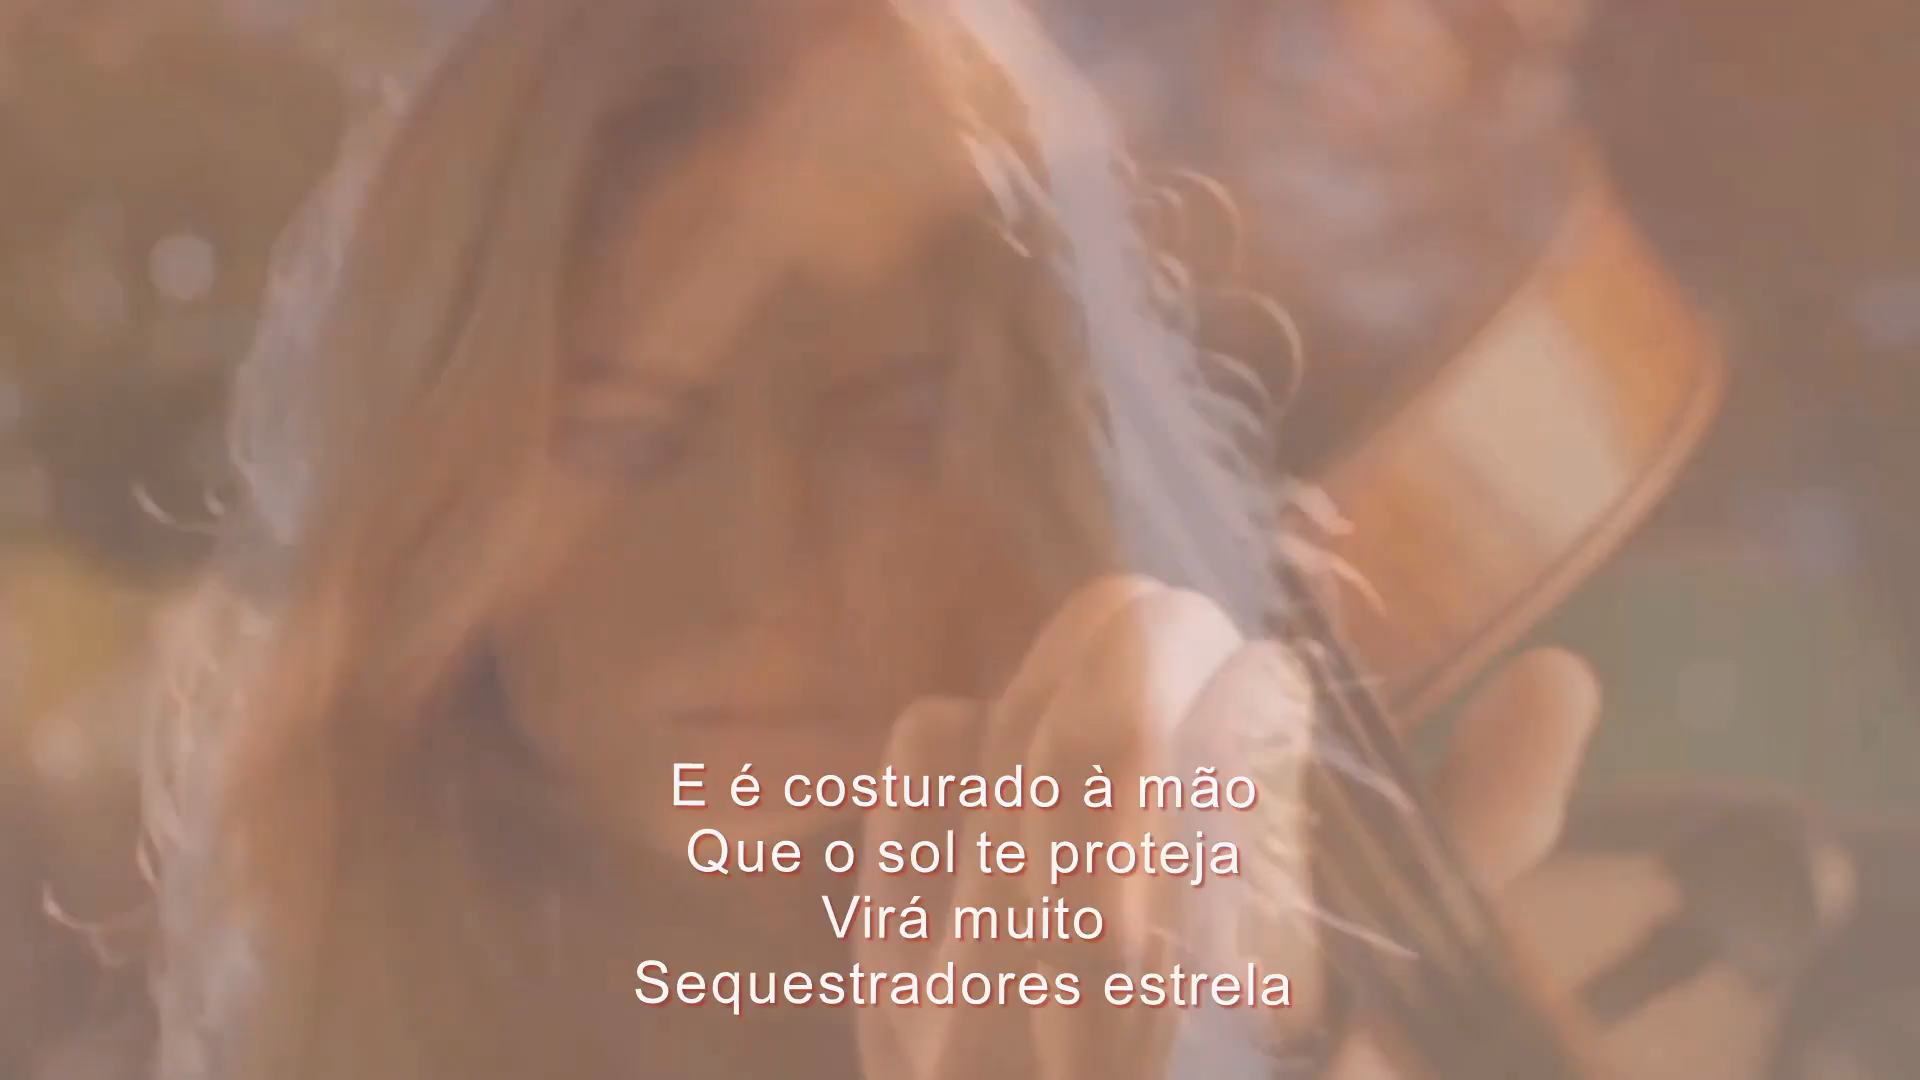 E é costurado à mão
Que o sol te proteja
Virá muito
Sequestradores estrela